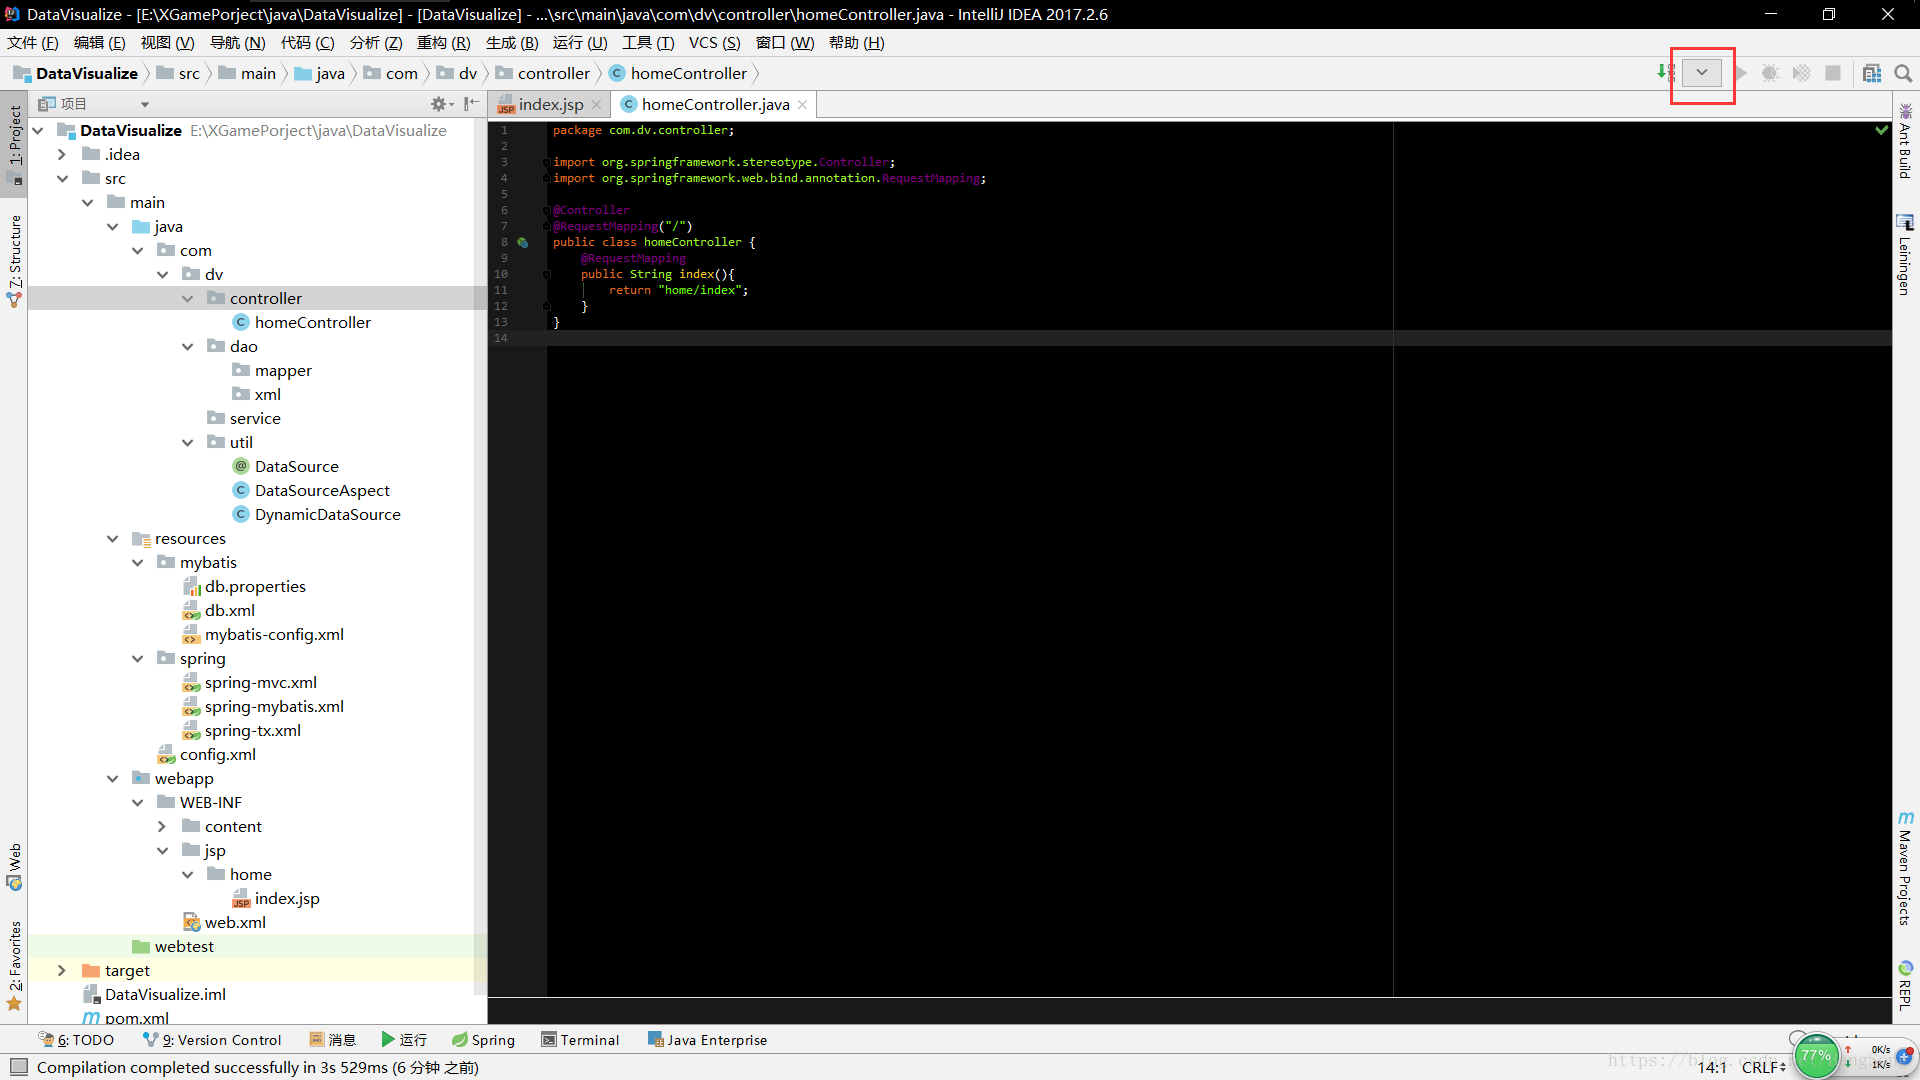 DataVisualize - [E:\XGamePorject\java\DataVisualize] - [DataVisualize] - ...\src\main\java\com\dv\controller\homeController.java - IntelliJ IDEA 2017.2.6
文件 (F) 编辑 (E) 视图 (V) 导航 (N) 代码 (C) 分析 (Z) 重构 (R) 生成 (B) 运行 (U) 工具 (T) VCS (S) 窗口 (W) 帮助 (H)
DataVisualize src main java com dv controller homeController
项目
index.jsp homeController.java
1: Project
Z: Structure
Web
2: Favorites
DataVisualize E:\XGamePorject\java\DataVisualize
.idea
src
main
java
com
dv
controller
homeController
dao
mapper
xml
service
util
DataSource
DataSourceAspect
DynamicDataSource
resources
mybatis
db.properties
db.xml
mybatis-config.xml
spring
spring-mvc.xml
spring-mybatis.xml
spring-tx.xml
config.xml
webapp
WEB-INF
content
jsp
home
index.jsp
web.xml
webtest
target
DataVisualize.iml
pom.xml
1 package com.dv.controller;
2
3 import org.springframework.stereotype.Controller;
4 import org.springframework.web.bind.annotation.RequestMapping;
5
6 @Controller
7 @RequestMapping("/")
8 public class homeController {
9 @RequestMapping
10 public String index(){
11 return "home/index";
12 }
13 }
14
Ant Build
Leiningen
Maven Projects
REPL
6: TODO 9: Version Control 消息 运行 Spring Terminal Java Enterprise
Compilation completed successfully in 3s 529ms (6 分钟 之前)
14:1 CRLF
77%
0K/s
1K/s